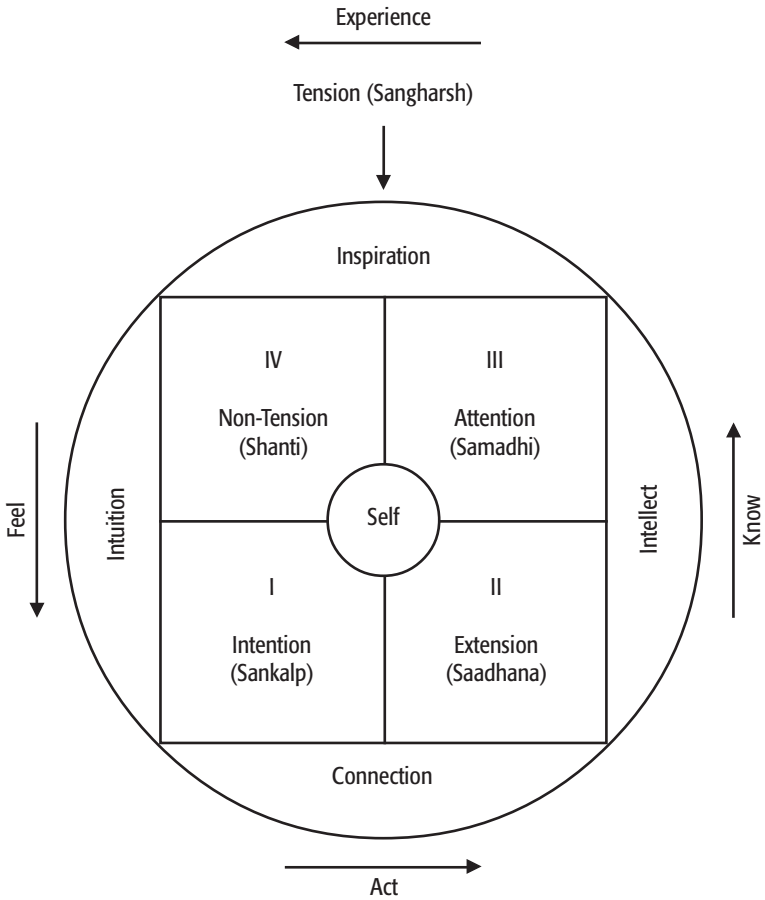 Experience
Tension (Sangharsh)
Inspiration
IV
Non-Tension
(Shanti)
III
Attention
(Samadhi)
Feel
Intuition
Self
Intellect
Know
I
Intention
(Sankalp)
II
Extension
(Saadhana)
Connection
Act